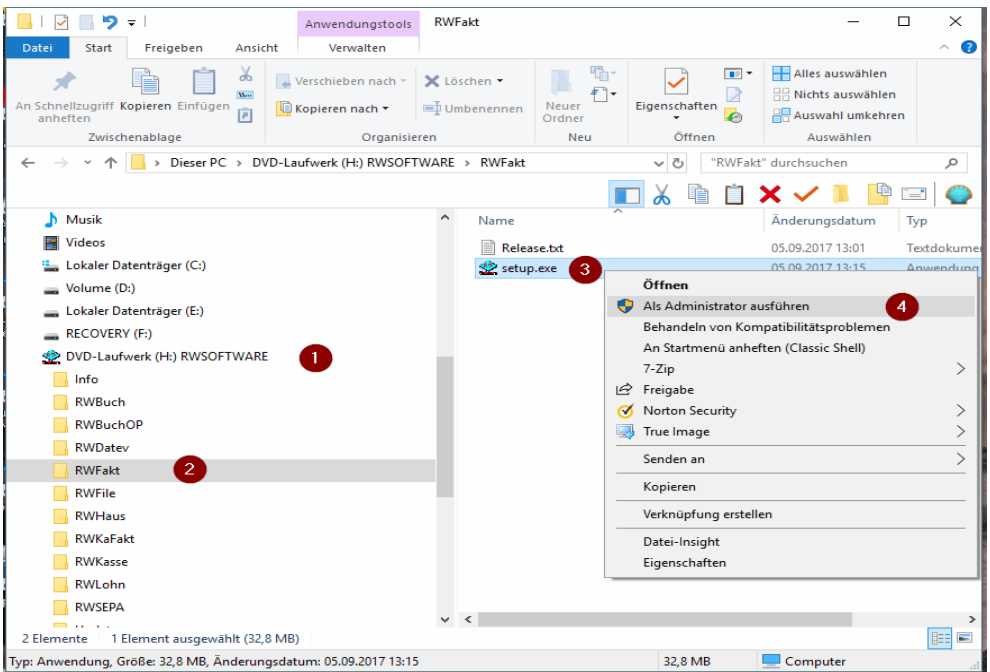 Anwendungstools RWFakt
Datei Start Freigeben Ansicht Verwalten
An Schnellzugriff anheften Kopieren Einfügen
Verschieben nach Löschen
Kopieren nach Umbenennen
Neuer Ordner
Eigenschaften
Alles auswählen
Nichts auswählen
Auswahl umkehren
Zwischenablage Organisieren Neu Öffnen Auswählen
Dieser PC > DVD-Laufwerk (H:) RWSOFTWARE > RWFakt
"RWFakt" durchsuchen
Musik
Videos
Lokaler Datenträger (C:)
Volume (D:)
Lokaler Datenträger (E:)
RECOVERY (F:)
DVD-Laufwerk (H:) RWSOFTWARE 1
Info
RWBuch
RWBuchOP
RWDatev
RWFakt 2
RWFile
RWHaus
RWKaFakt
RWKasse
RWLohn
RWSEPA
Name Änderungsdatum Typ
Release.txt 05.09.2017 13:01 Textdokume
setup.exe 3 05.09.2017 13:15 Anwendung
Öffnen
Als Administrator ausführen 4
Behandeln von Kompatibilitätsproblemen
An Startmenü anheften (Classic Shell)
7-Zip
Freigabe
Norton Security
True Image
Senden an
Kopieren
Verknüpfung erstellen
Datei-Insight
Eigenschaften
2 Elemente 1 Element ausgewählt (32,8 MB)
Typ: Anwendung, Größe: 32,8 MB, Änderungsdatum: 05.09.2017 13:15 32,8 MB Computer